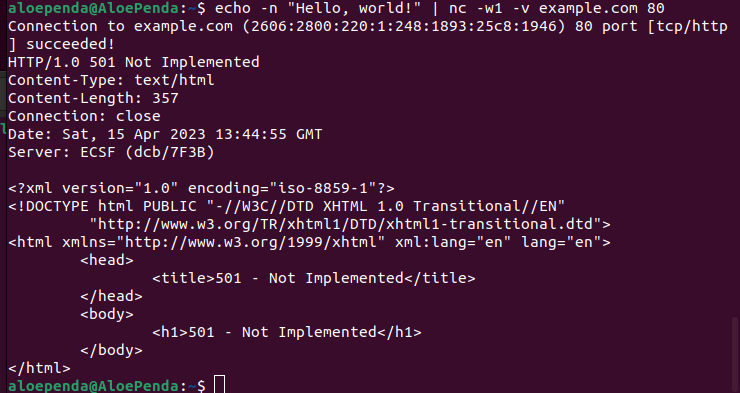 aloependa@AloePenda:~$ echo -n "Hello, world!" | nc -w1 -v example.com 80
Connection to example.com (2606:2800:220:1:248:1893:25c8:1946) 80 port [tcp/http
] succeeded!
HTTP/1.0 501 Not Implemented
Content-Type: text/html
Content-Length: 357
Connection: close
Date: Sat, 15 Apr 2023 13:44:55 GMT
Server: ECSF (dcb/7F3B)

<?xml version="1.0" encoding="iso-8859-1"?>
<!DOCTYPE html PUBLIC "-//W3C//DTD XHTML 1.0 Transitional//EN"
         "http://www.w3.org/TR/xhtml1/DTD/xhtml1-transitional.dtd">
<html xmlns="http://www.w3.org/1999/xhtml" xml:lang="en" lang="en">
        <head>
                <title>501 - Not Implemented</title>
        </head>
        <body>
                <h1>501 - Not Implemented</h1>
        </body>
</html>
aloependa@AloePenda:~$